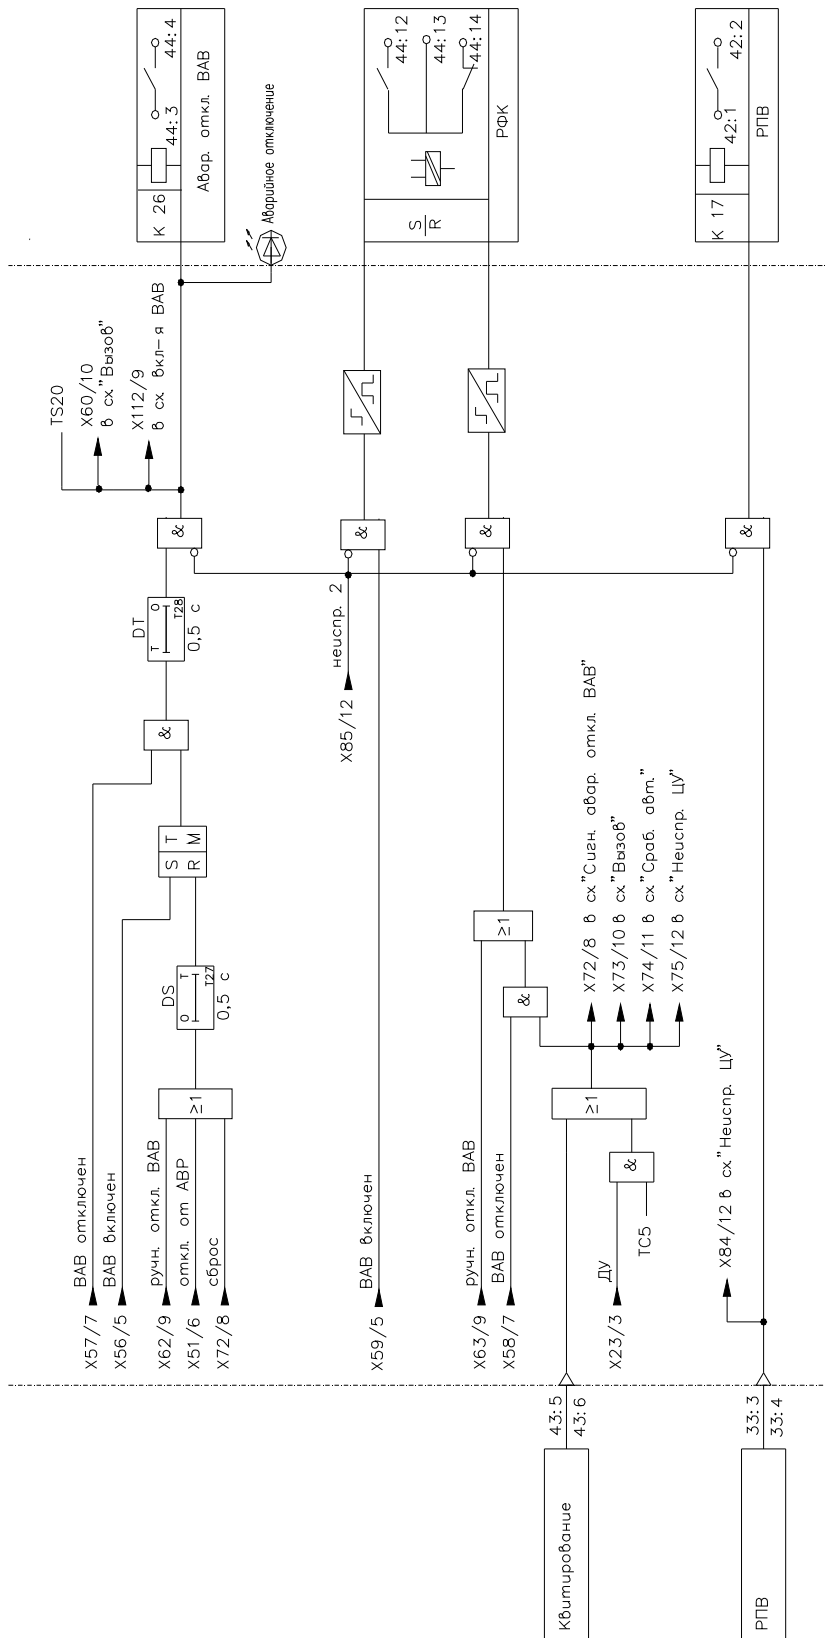 44:3
44:4
К 26
Авар. откл. ВАВ
Аварийное отключение
44:12
44:13
44:14
S
R
РФК
42:1
42:2
К 17
РПВ
TS20
X60/10
в сх."Вызов"
X112/9
в сх. вкл-я ВАВ
&
&
&
&
DT
T O
T28
0,5 с
X85/12
неиспр. 2
&
S T
R M
DS
O T
T27
0,5 с
≥1
≥1
&
X72/8 в сх."Сигн. авар. откл. ВАВ"
X73/10 в сх."Вызов"
X74/11 в сх."Сраб. авт."
X75/12 в сх."Неиспр. ЦУ"
≥1
&
ТС5
X84/12 в сх."Неиспр. ЦУ"
X57/7 ВАВ отключен
X56/5 ВАВ включен
X62/9 ручн. откл. ВАВ
X51/6 откл. от АВР
X72/8 сброс
X59/5 ВАВ включен
X63/9 ручн. откл. ВАВ
X58/7 ВАВ отключен
X23/3 ДУ
43:5
43:6
Квитирование
33:3
33:4
РПВ